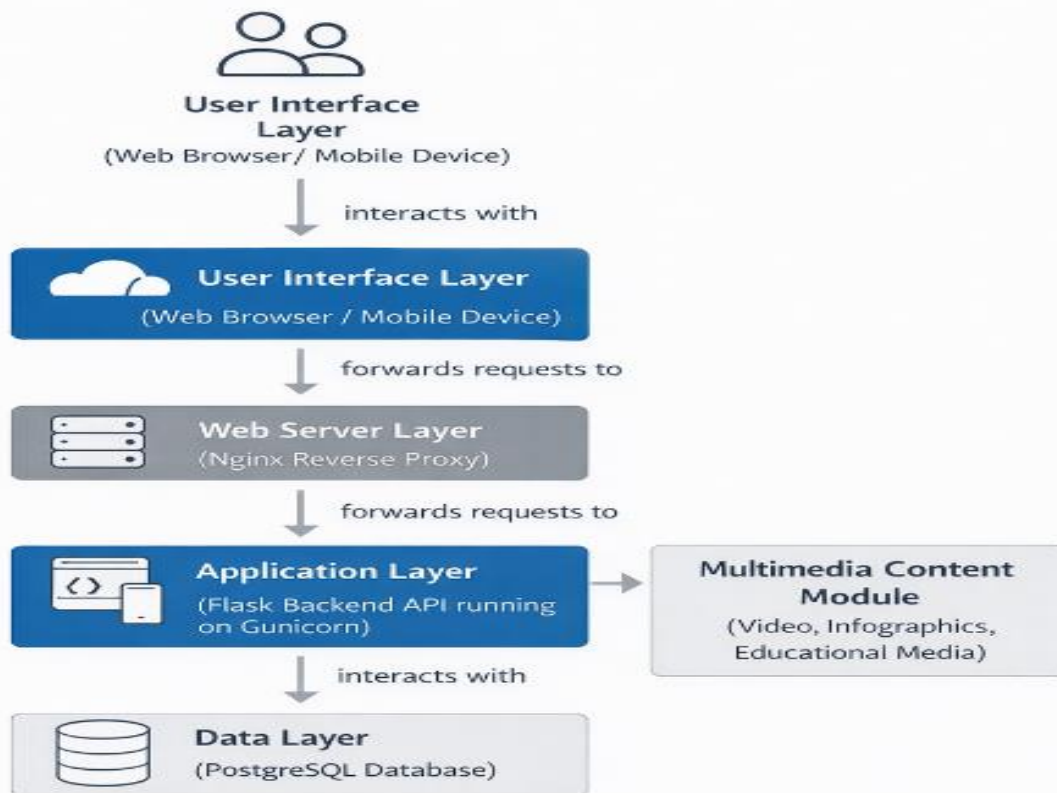 User Interface
Layer
(Web Browser/ Mobile Device)
interacts with
User Interface Layer
(Web Browser / Mobile Device)
forwards requests to
Web Server Layer
(Nginx Reverse Proxy)
forwards requests to
Application Layer
(Flask Backend API running
on Gunicorn)
Multimedia Content
Module
(Video, Infographics,
Educational Media)
interacts with
Data Layer
(PostgreSQL Database)